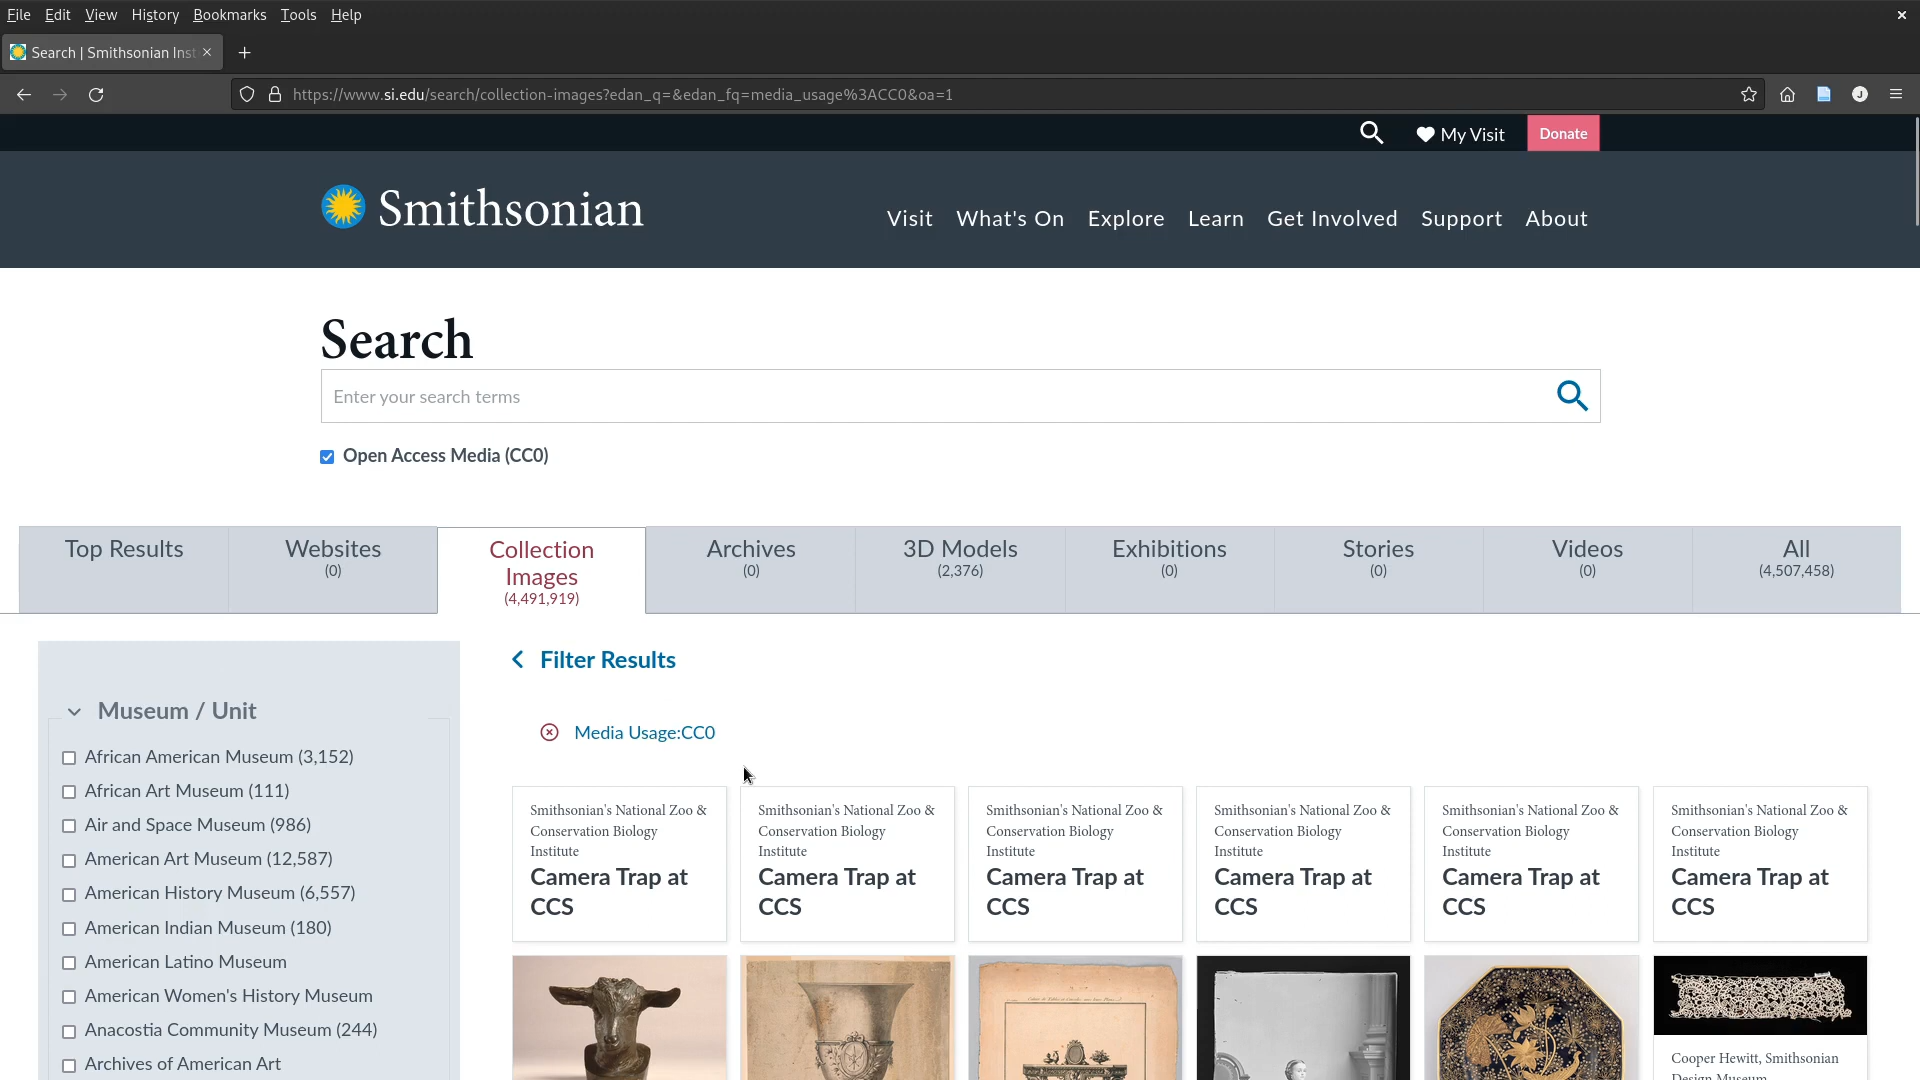 File Edit View History Bookmarks Tools Help
Search | Smithsonian Inst
https://www.si.edu/search/collection-images?edan_q=&edan_fq=media_usage%3ACC0&oa=1
J
My Visit Donate
Smithsonian
Visit What's On Explore Learn Get Involved Support About
Search
Enter your search terms
Open Access Media (CC0)
Top Results
Websites
(0)
Collection
Images
(4,491,919)
Archives
(0)
3D Models
(2,376)
Exhibitions
(0)
Stories
(0)
Videos
(0)
All
(4,507,458)
Museum / Unit
African American Museum (3,152)
African Art Museum (111)
Air and Space Museum (986)
American Art Museum (12,587)
American History Museum (6,557)
American Indian Museum (180)
American Latino Museum
American Women's History Museum
Anacostia Community Museum (244)
Archives of American Art
Filter Results
Media Usage:CC0
Smithsonian's National Zoo &
Conservation Biology
Institute
Camera Trap at
CCS
Smithsonian's National Zoo &
Conservation Biology
Institute
Camera Trap at
CCS
Smithsonian's National Zoo &
Conservation Biology
Institute
Camera Trap at
CCS
Smithsonian's National Zoo &
Conservation Biology
Institute
Camera Trap at
CCS
Smithsonian's National Zoo &
Conservation Biology
Institute
Camera Trap at
CCS
Smithsonian's National Zoo &
Conservation Biology
Institute
Camera Trap at
CCS
Cooper Hewitt, Smithsonian
Design Museum